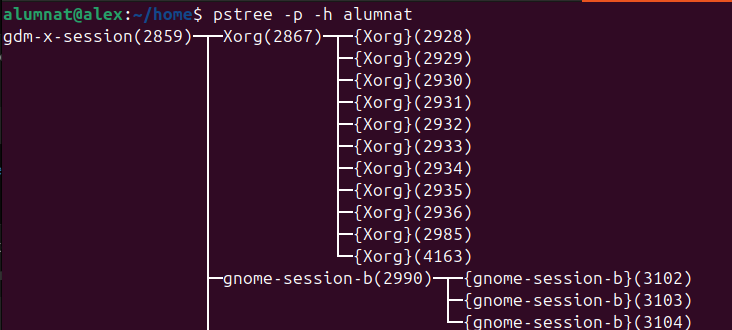 alumnat@alex:~/home$ pstree -p -h alumnat
gdm-x-session(2859)─┬─Xorg(2867)─┬─{Xorg}(2928)
├─{Xorg}(2929)
├─{Xorg}(2930)
├─{Xorg}(2931)
├─{Xorg}(2932)
├─{Xorg}(2933)
├─{Xorg}(2934)
├─{Xorg}(2935)
├─{Xorg}(2936)
├─{Xorg}(2985)
└─{Xorg}(4163)
├─gnome-session-b(2990)─┬─{gnome-session-b}(3102)
├─{gnome-session-b}(3103)
└─{gnome-session-b}(3104)